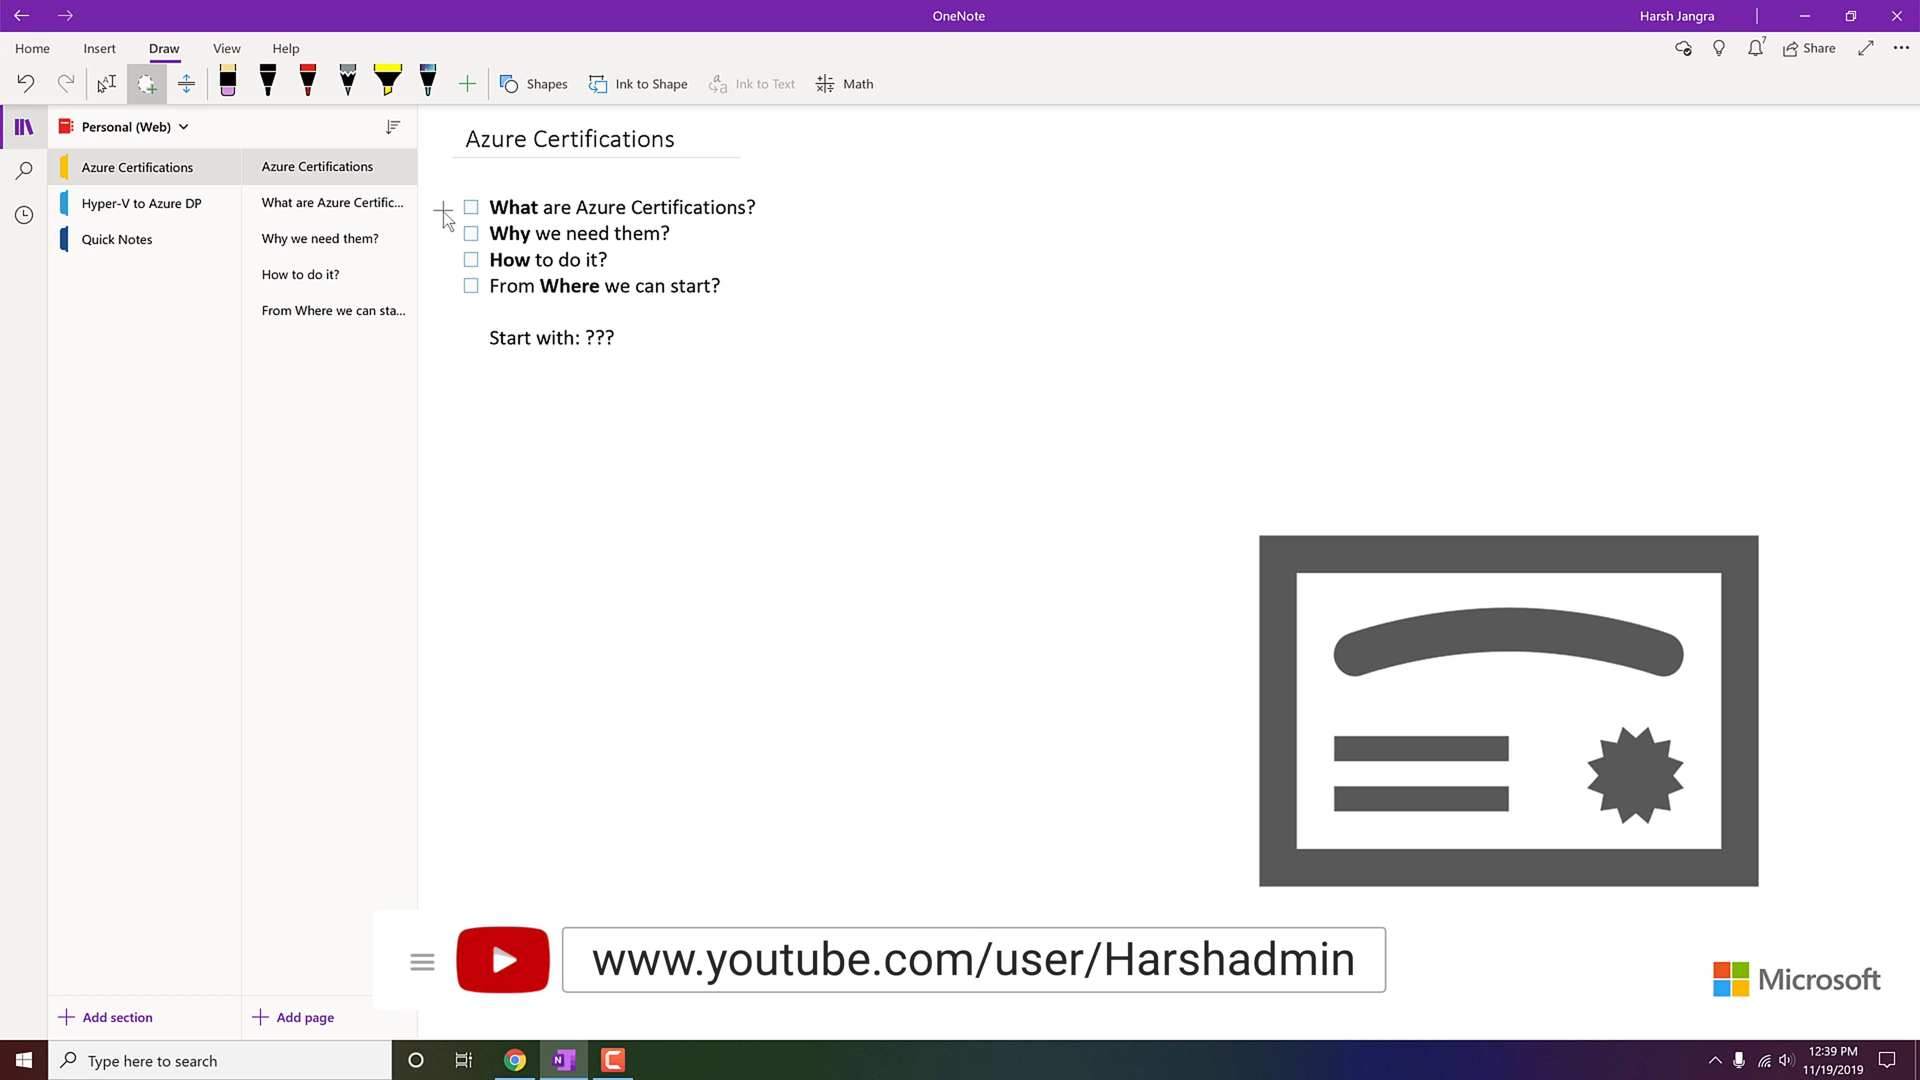 OneNote
Harsh Jangra
Home Insert Draw View Help
7 Share
Shapes Ink to Shape Ink to Text Math
Personal (Web)
Azure Certifications
Hyper-V to Azure DP
Quick Notes
Azure Certifications
What are Azure Certific...
Why we need them?
How to do it?
From Where we can sta...
Azure Certifications
What are Azure Certifications?
Why we need them?
How to do it?
From Where we can start?
Start with: ???
www.youtube.com/user/Harshadmin
Microsoft
Add section
Add page
Type here to search
12:39 PM
11/19/2019